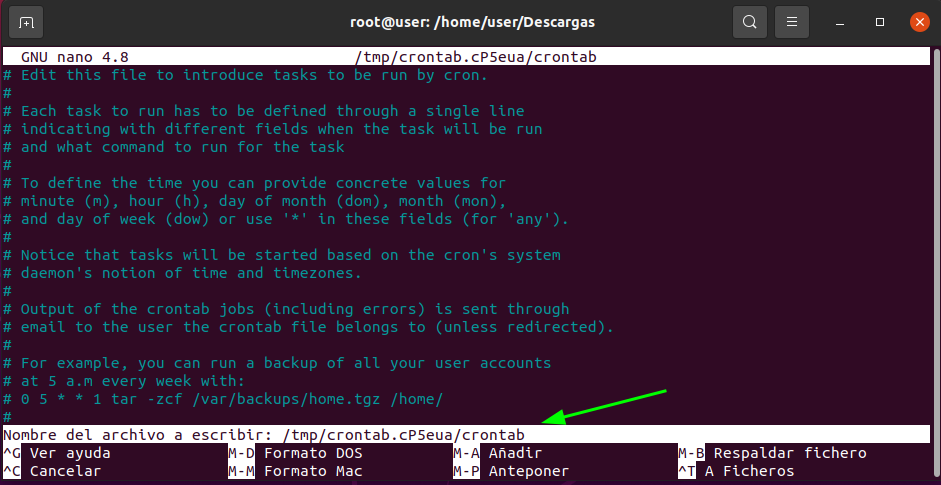 root@user: /home/user/Descargas
GNU nano 4.8 /tmp/crontab.cP5eua/crontab
# Edit this file to introduce tasks to be run by cron.
#
# Each task to run has to be defined through a single line
# indicating with different fields when the task will be run
# and what command to run for the task
#
# To define the time you can provide concrete values for
# minute (m), hour (h), day of month (dom), month (mon),
# and day of week (dow) or use '*' in these fields (for 'any').
#
# Notice that tasks will be started based on the cron's system
# daemon's notion of time and timezones.
#
# Output of the crontab jobs (including errors) is sent through
# email to the user the crontab file belongs to (unless redirected).
#
# For example, you can run a backup of all your user accounts
# at 5 a.m every week with:
# 0 5 * * 1 tar -zcf /var/backups/home.tgz /home/
#
Nombre del archivo a escribir: /tmp/crontab.cP5eua/crontab
^G Ver ayuda M-D Formato DOS M-A Añadir M-B Respaldar fichero
^C Cancelar M-M Formato Mac M-P Anteponer ^T A Ficheros